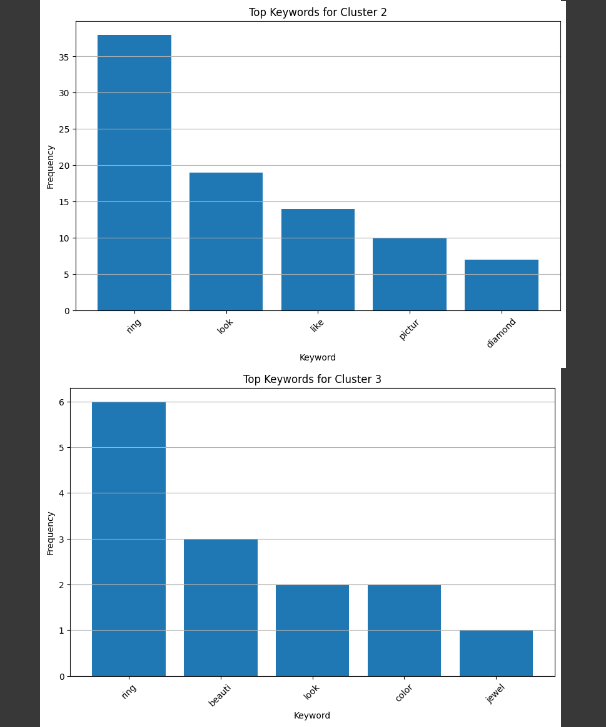 Top Keywords for Cluster 2
Frequency
35
30
25
20
15
10
5
0
ring
look
like
pictur
diamond
Keyword
Top Keywords for Cluster 3
Frequency
6
5
4
3
2
1
0
ring
beauti
look
color
jewel
Keyword